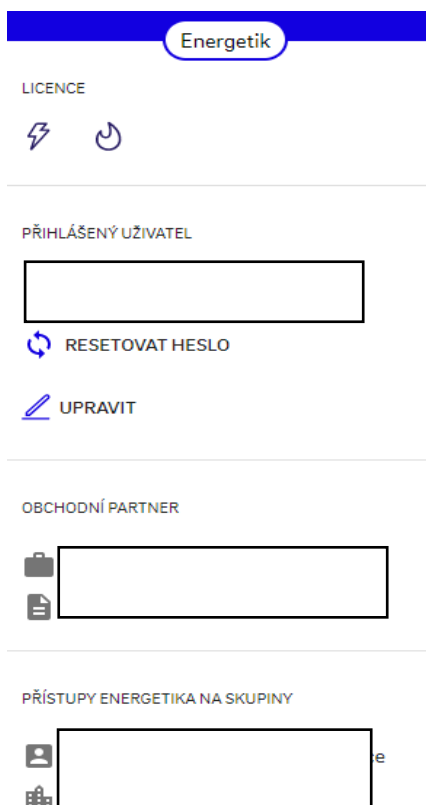 Energetik
LICENCE
PŘIHLÁŠENÝ UŽIVATEL
RESETOVAT HESLO
UPRAVIT
OBCHODNÍ PARTNER
PŘÍSTUPY ENERGETIKA NA SKUPINY